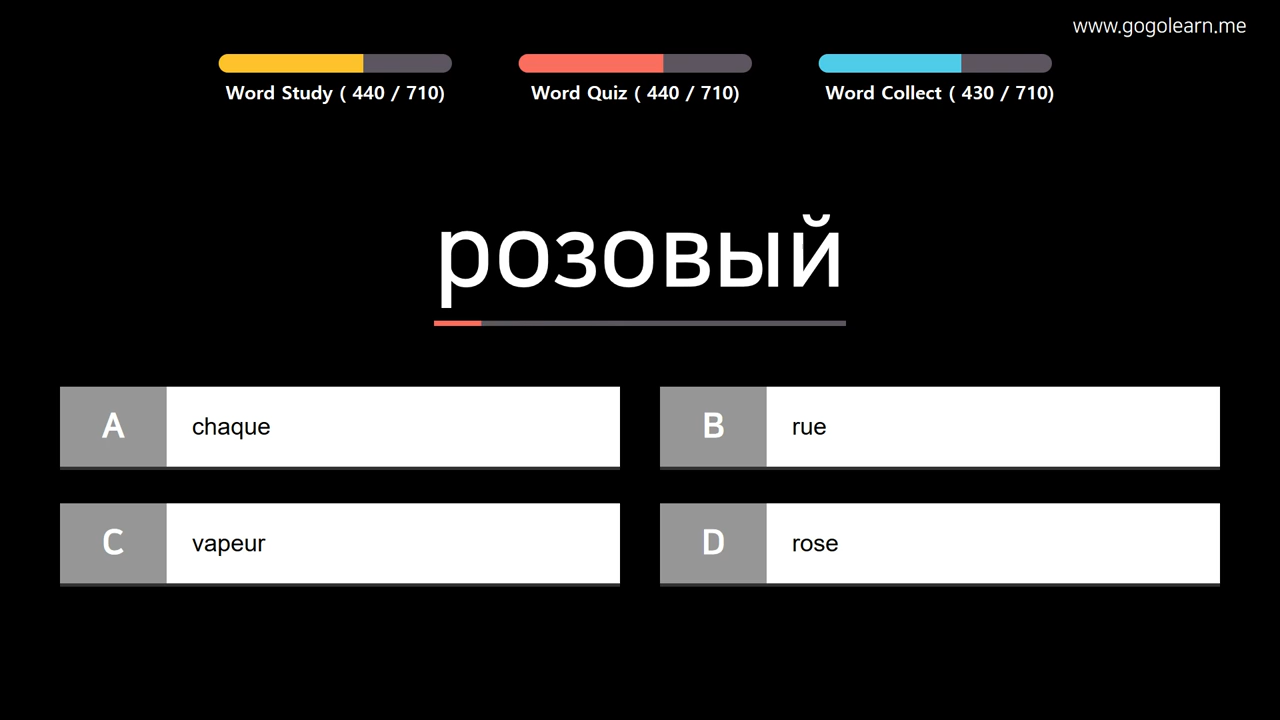 www.gogolearn.me
Word Study ( 440 / 710)
Word Quiz ( 440 / 710)
Word Collect ( 430 / 710)
розовый
A chaque
B rue
C vapeur
D rose